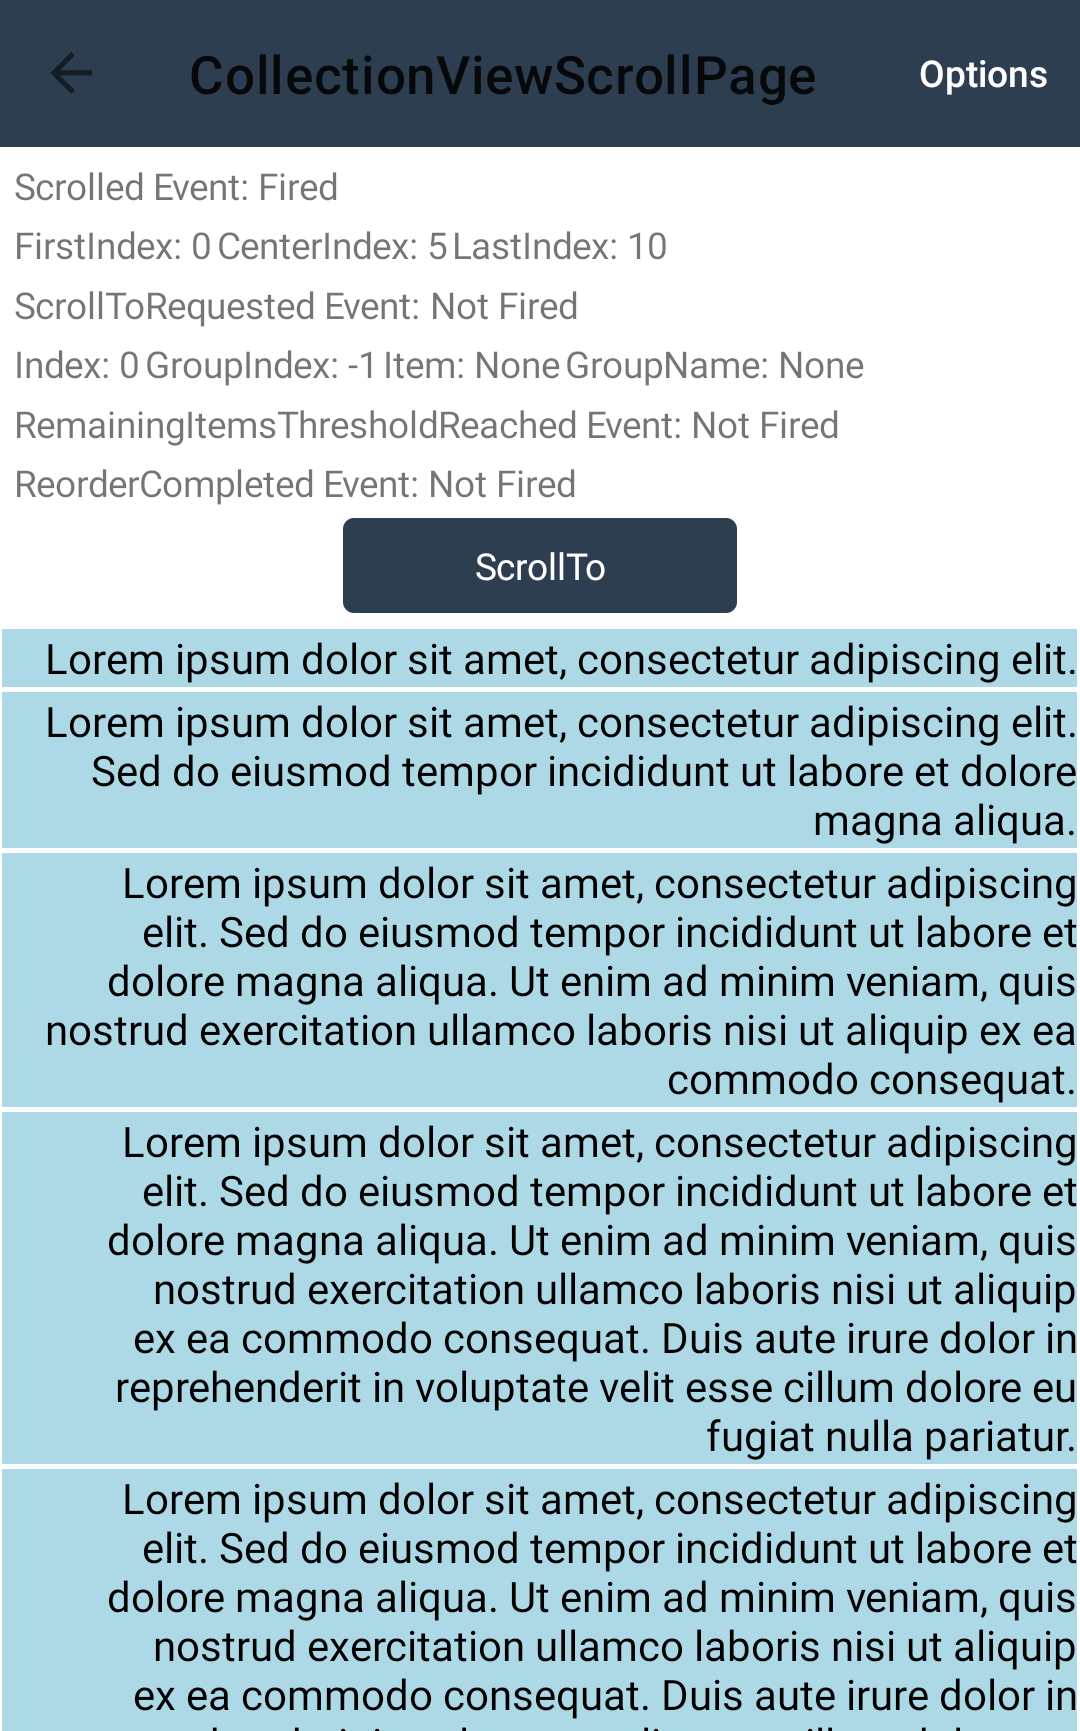 CollectionViewScrollPage
Options
Scrolled Event: Fired
FirstIndex: 0 CenterIndex: 5 LastIndex: 10
ScrollToRequested Event: Not Fired
Index: 0 GroupIndex: -1 Item: None GroupName: None
RemainingItemsThresholdReached Event: Not Fired
ReorderCompleted Event: Not Fired
ScrollTo
Lorem ipsum dolor sit amet, consectetur adipiscing elit.
Lorem ipsum dolor sit amet, consectetur adipiscing elit.
Sed do eiusmod tempor incididunt ut labore et dolore
magna aliqua.
Lorem ipsum dolor sit amet, consectetur adipiscing
elit. Sed do eiusmod tempor incididunt ut labore et
dolore magna aliqua. Ut enim ad minim veniam, quis
nostrud exercitation ullamco laboris nisi ut aliquip ex ea
commodo consequat.
Lorem ipsum dolor sit amet, consectetur adipiscing
elit. Sed do eiusmod tempor incididunt ut labore et
dolore magna aliqua. Ut enim ad minim veniam, quis
nostrud exercitation ullamco laboris nisi ut aliquip
ex ea commodo consequat. Duis aute irure dolor in
reprehenderit in voluptate velit esse cillum dolore eu
fugiat nulla pariatur.
Lorem ipsum dolor sit amet, consectetur adipiscing
elit. Sed do eiusmod tempor incididunt ut labore et
dolore magna aliqua. Ut enim ad minim veniam, quis
nostrud exercitation ullamco laboris nisi ut aliquip
ex ea commodo consequat. Duis aute irure dolor in